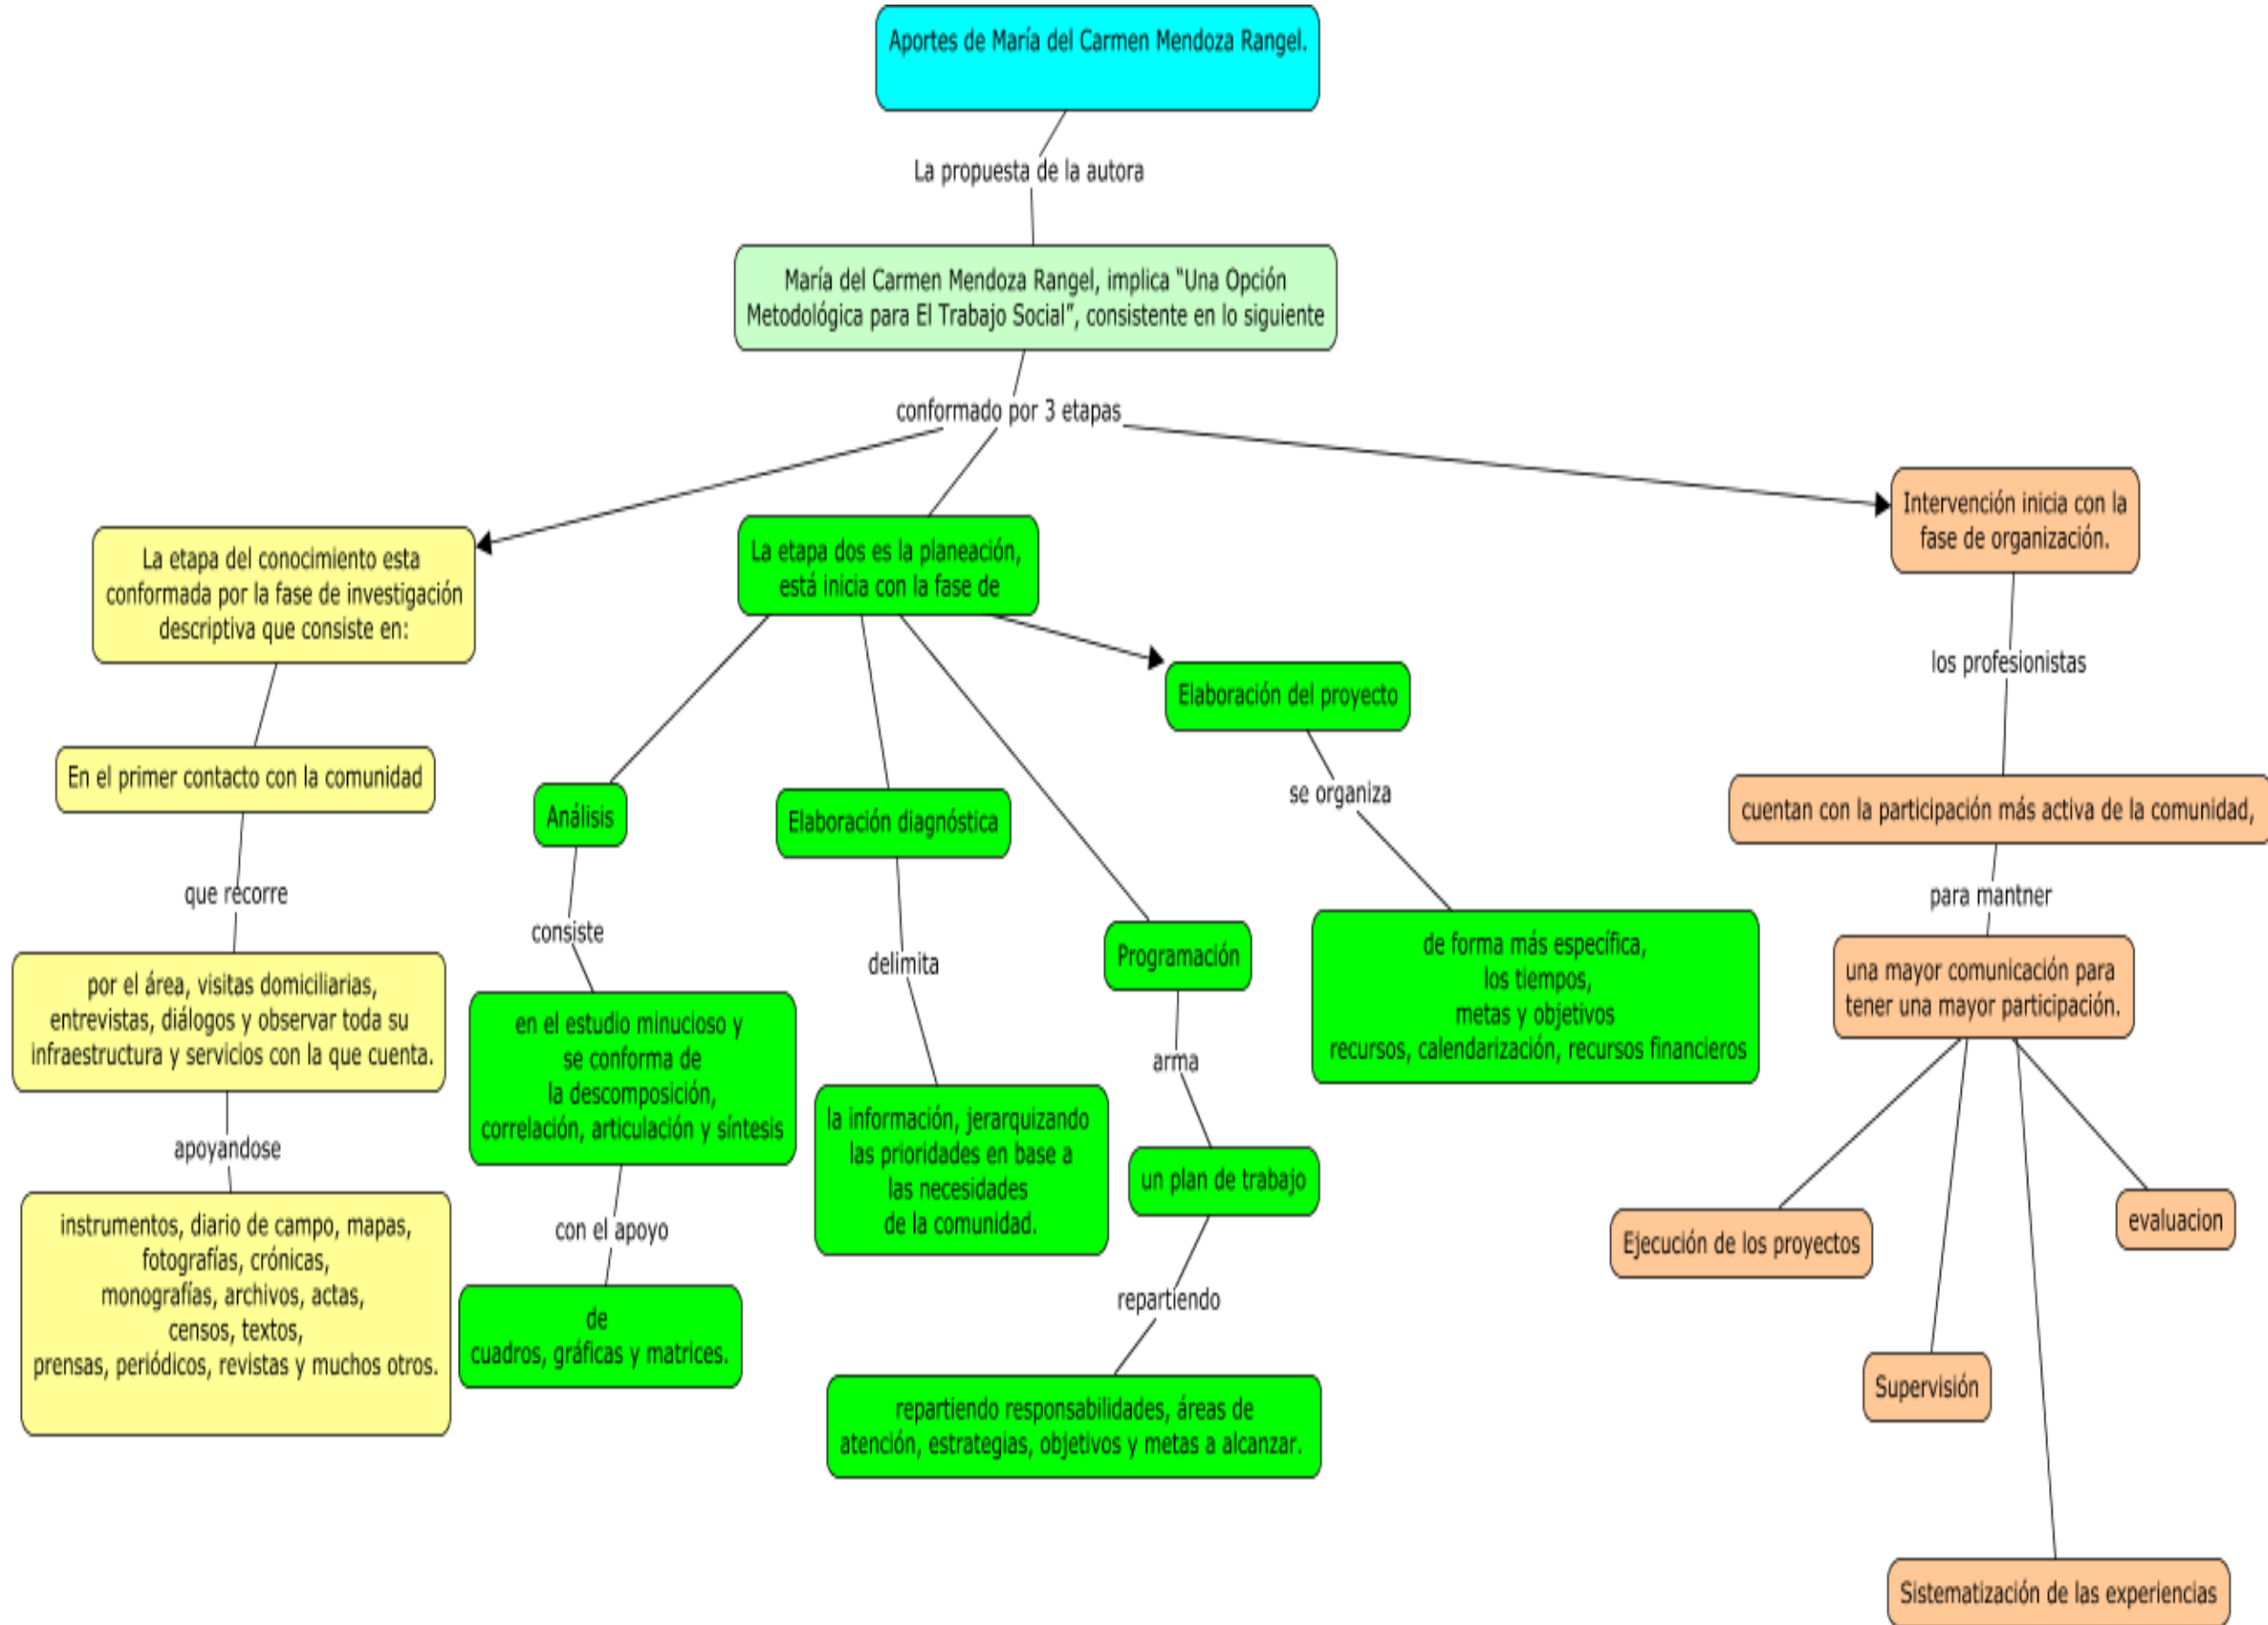 Aportes de María del Carmen Mendoza Rangel.
La propuesta de la autora
María del Carmen Mendoza Rangel, implica “Una Opción
Metodológica para El Trabajo Social”, consistente en lo siguiente
conformado por 3 etapas
La etapa del conocimiento esta
conformada por la fase de investigación
descriptiva que consiste en:
En el primer contacto con la comunidad
que recorre
por el área, visitas domiciliarias,
entrevistas, diálogos y observar toda su
infraestructura y servicios con la que cuenta.
apoyandose
instrumentos, diario de campo, mapas,
fotografías, crónicas,
monografías, archivos, actas,
censos, textos,
prensas, periódicos, revistas y muchos otros.
La etapa dos es la planeación,
está inicia con la fase de
Análisis
consiste
en el estudio minucioso y
se conforma de
la descomposición,
correlación, articulación y síntesis
con el apoyo
de
cuadros, gráficas y matrices.
Elaboración diagnóstica
delimita
la información, jerarquizando
las prioridades en base a
las necesidades
de la comunidad.
Programación
arma
un plan de trabajo
repartiendo
repartiendo responsabilidades, áreas de
atención, estrategias, objetivos y metas a alcanzar.
Elaboración del proyecto
se organiza
de forma más específica,
los tiempos,
metas y objetivos
recursos, calendarización, recursos financieros
Intervención inicia con la
fase de organización.
los profesionistas
cuentan con la participación más activa de la comunidad,
para mantner
una mayor comunicación para
tener una mayor participación.
Ejecución de los proyectos
Supervisión
Sistematización de las experiencias
evaluacion